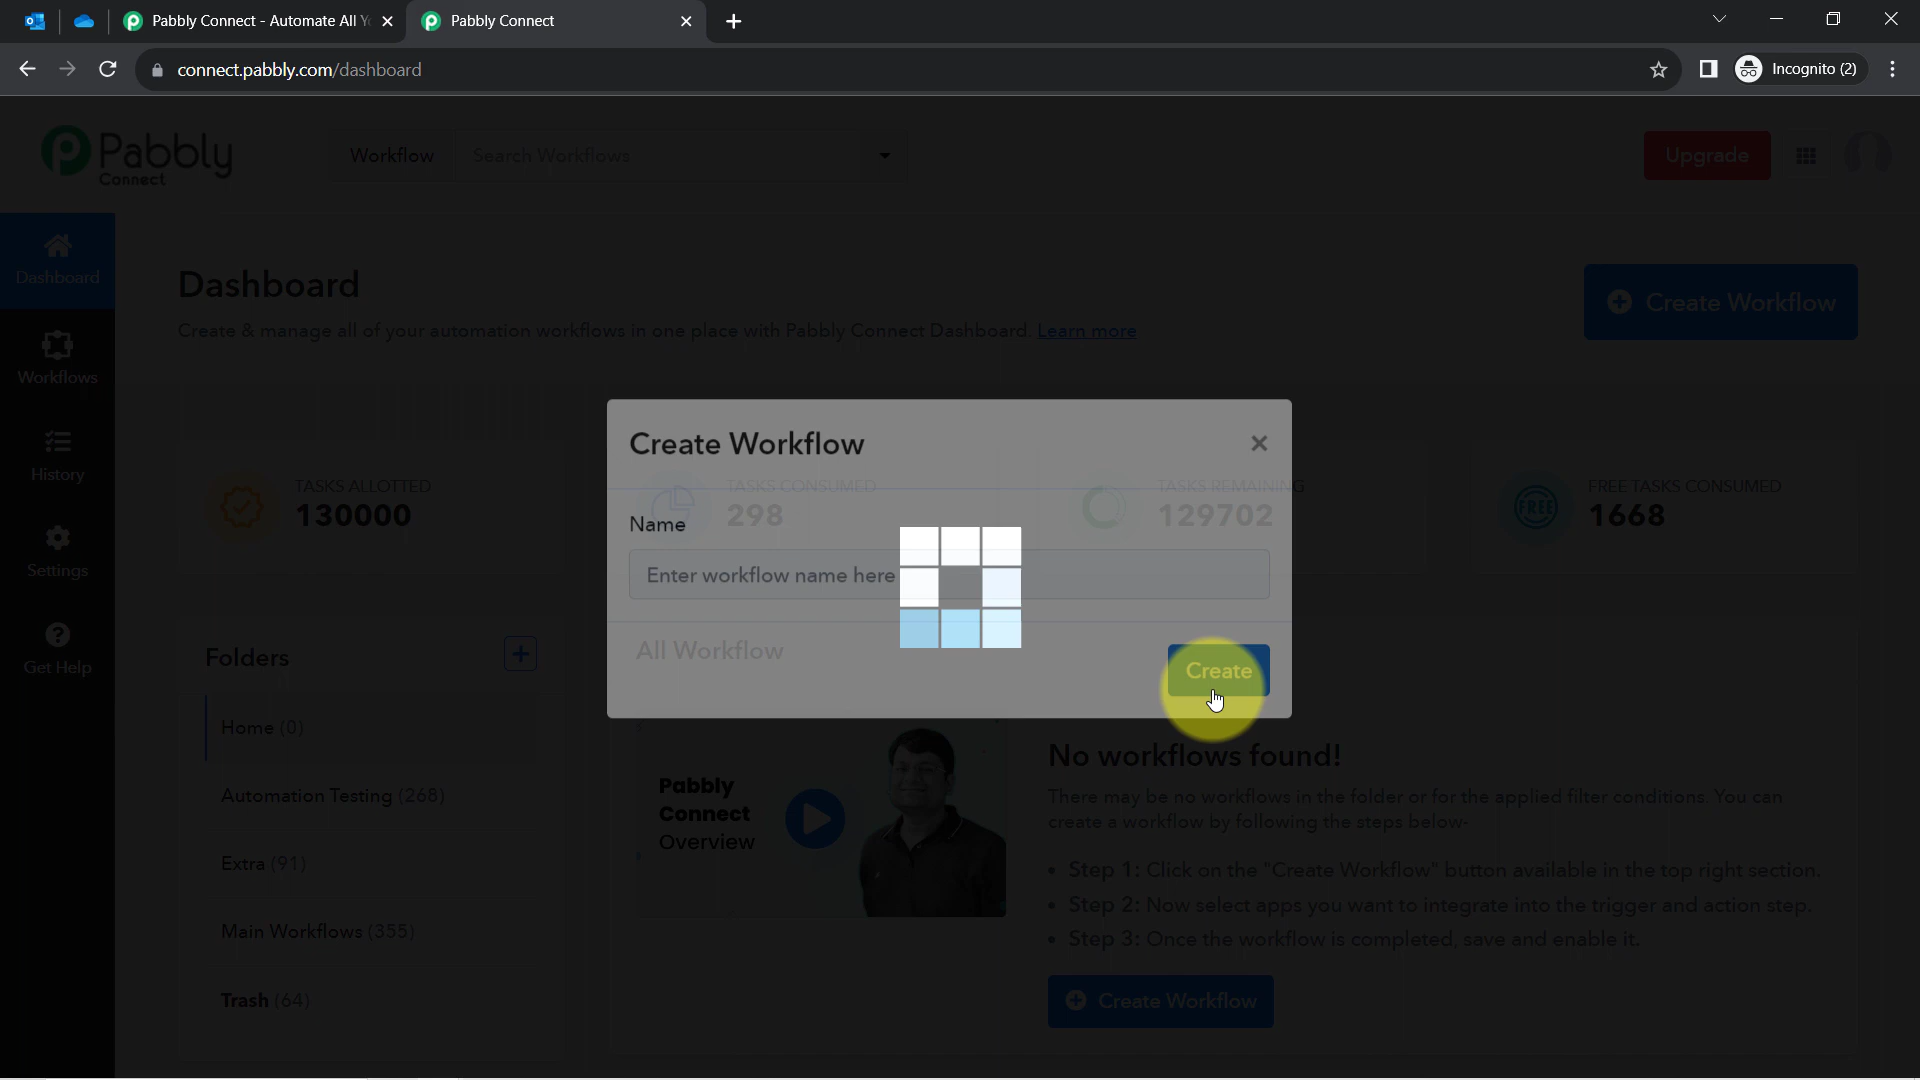 Pabbly Connect - Automate All Yo
Pabbly Connect
connect.pabbly.com/dashboard
Incognito (2)
Pabbly
Connect
Workflow
Search Workflows
Upgrade
Dashboard
Workflows
History
Settings
Get Help
Dashboard
Create & manage all of your automation workflows in one place with Pabbly Connect Dashboard. Learn more
Create Workflow
TASKS ALLOTTED
130000
TASKS CONSUMED
298
TASKS REMAINING
129702
FREE
FREE TASKS CONSUMED
1668
Create Workflow
Name
Enter workflow name here
Create
Folders
Home (0)
Automation Testing (268)
Extra (91)
Main Workflows (355)
Trash (64)
All Workflow
Pabbly
Connect
Overview
No workflows found!
There may be no workflows in the folder or for the applied filter conditions. You can
create a workflow by following the steps below-
Step 1: Click on the "Create Workflow" button available in the top right section.
Step 2: Now select apps you want to integrate into the trigger and action step.
Step 3: Once the workflow is completed, save and enable it.
Create Workflow